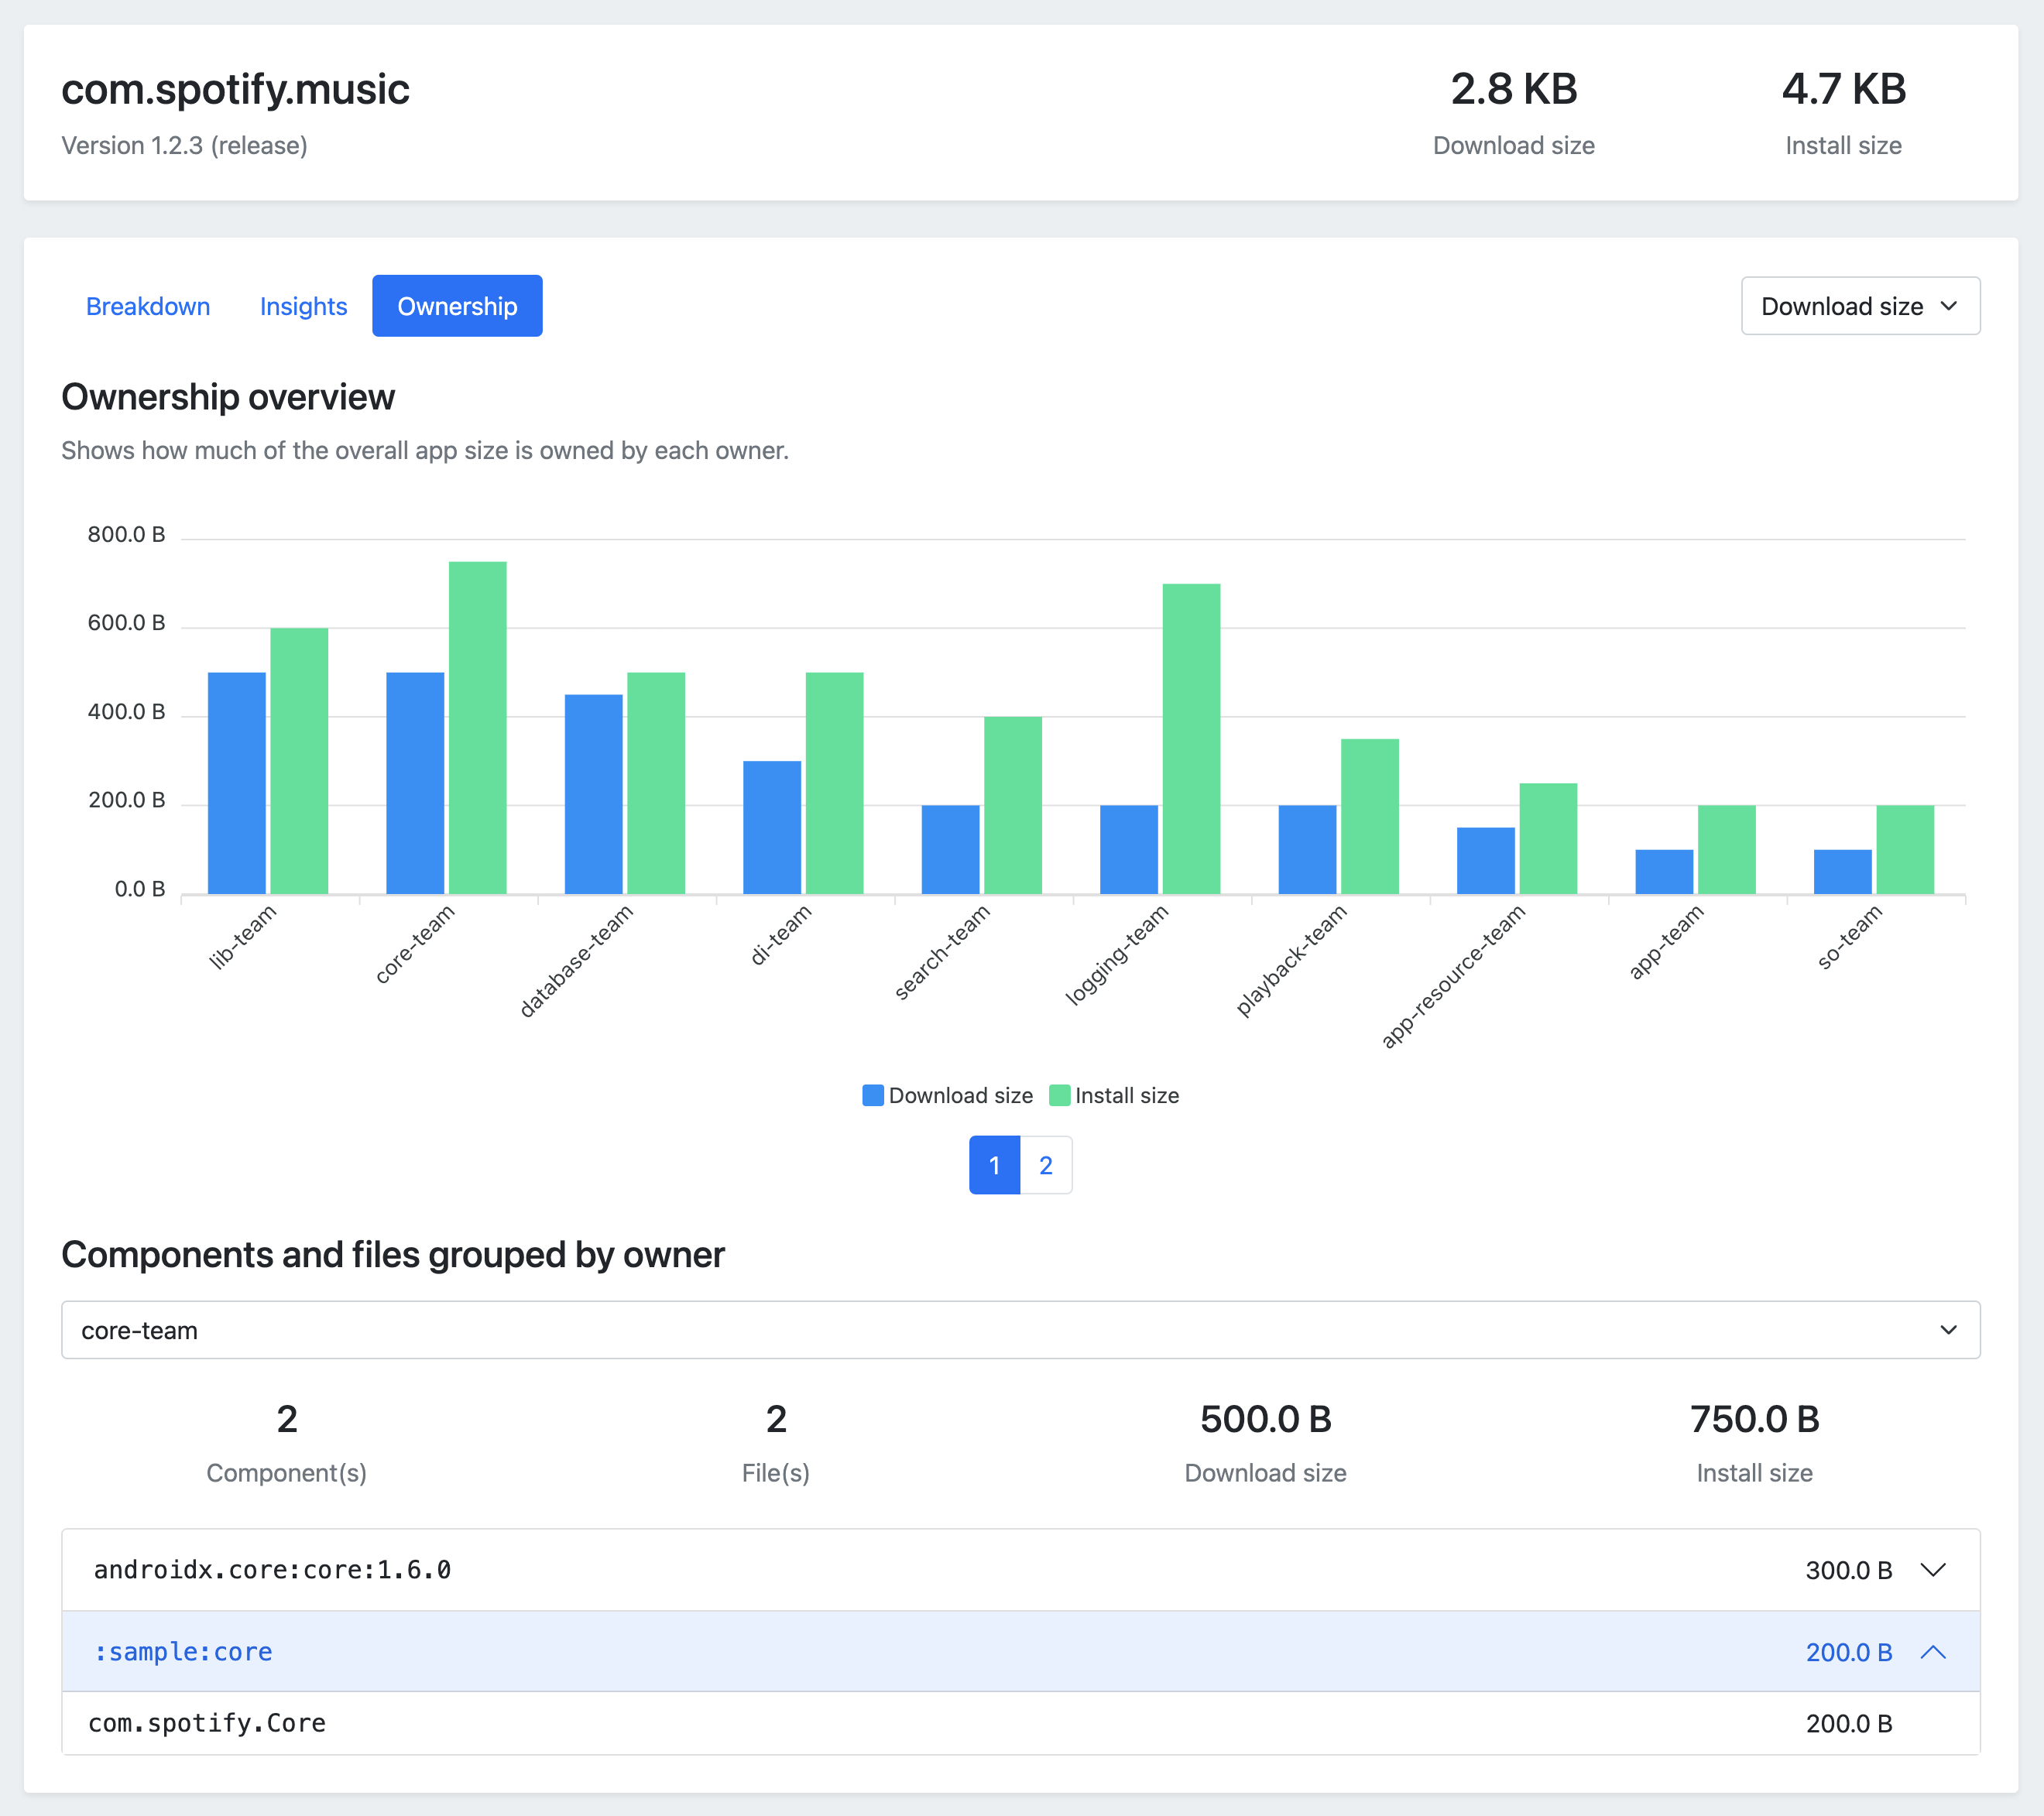 com.spotify.music
2.8 KB
4.7 KB
Version 1.2.3 (release)
Download size
Install size
Breakdown
Insights
Ownership
Download size
Ownership overview
Shows how much of the overall app size is owned by each owner.
800.0 B
600.0 B
400.0 B
200.0 B
0.0 B
lib-team
core-team
database-team
di-team
search-team
logging-team
playback-team
app-resource-team
app-team
so-team
Download size
Install size
1
2
Components and files grouped by owner
core-team
2
2
500.0 B
750.0 B
Component(s)
File(s)
Download size
Install size
androidx.core:core:1.6.0
300.0 B
:sample:core
200.0 B
com.spotify.Core
200.0 B